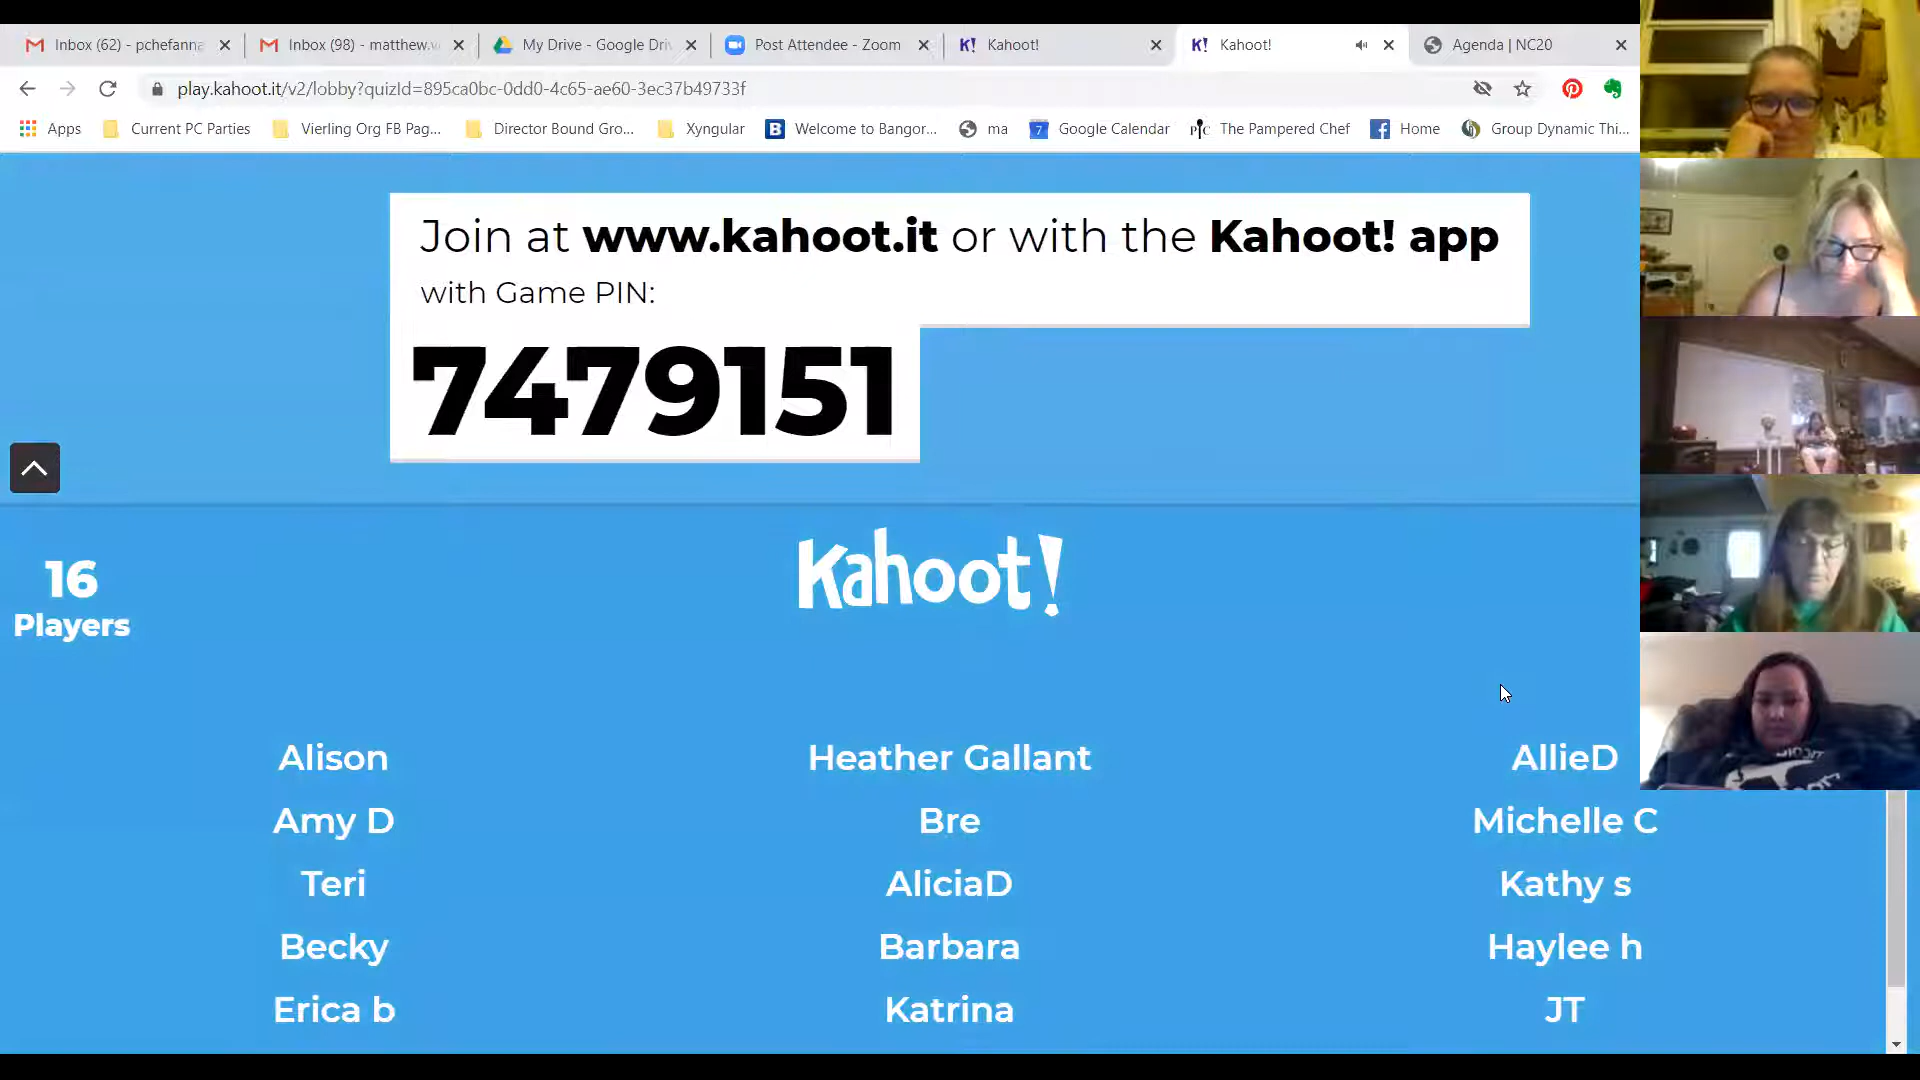 Inbox (62) - pchefanna
Inbox (98) - matthew.v
My Drive - Google Dri
Post Attendee - Zoom
Kahoot!
Kahoot!
Agenda | NC20
play.kahoot.it/v2/lobby?quizId=895ca0bc-0dd0-4c65-ae60-3ec37b49733f
Apps
Current PC Parties
Vierling Org FB Pag...
Director Bound Gro...
Xyngular
Welcome to Bangor...
ma
Google Calendar
The Pampered Chef
Home
Group Dynamic Thi...
Join at www.kahoot.it or with the Kahoot! app
with Game PIN:
7479151
Kahoot!
16
Players
Alison
Heather Gallant
AllieD
Amy D
Bre
Michelle C
Teri
AliciaD
Kathy s
Becky
Barbara
Haylee h
Erica b
Katrina
JT